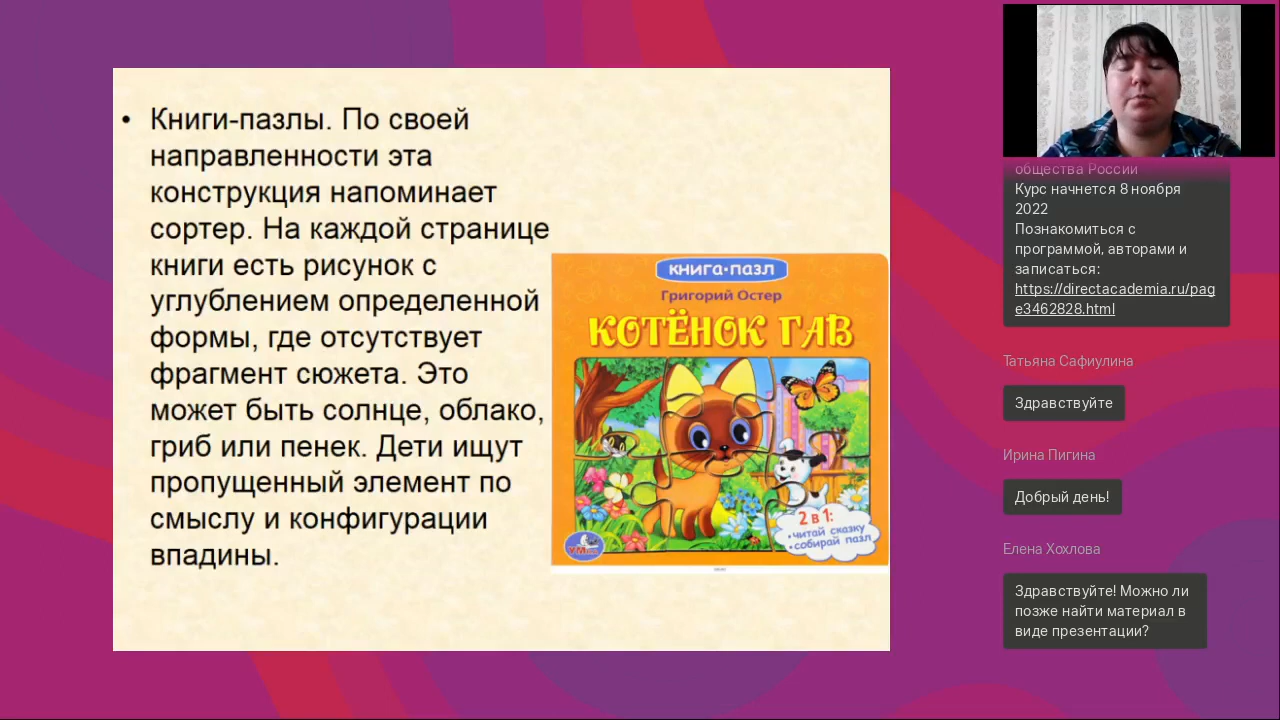 • Книги-пазлы. По своей
направленности эта
конструкция напоминает
сортер. На каждой странице
книги есть рисунок с
углублением определенной
формы, где отсутствует
фрагмент сюжета. Это
может быть солнце, облако,
гриб или пенек. Дети ищут
пропущенный элемент по
смыслу и конфигурации
впадины.
книга•пазл
Григорий Остер
КОТЁНОК ГАВ
2 в 1:
•читай сказку
•собирай пазл
общества России
Курс начнется 8 ноября
2022
Познакомиться с
программой, авторами и
записаться:
https://directacademia.ru/pag
e3462828.html
Татьяна Сафиулина
Здравствуйте
Ирина Пигина
Добрый день!
Елена Хохлова
Здравствуйте! Можно ли
позже найти материал в
виде презентации?